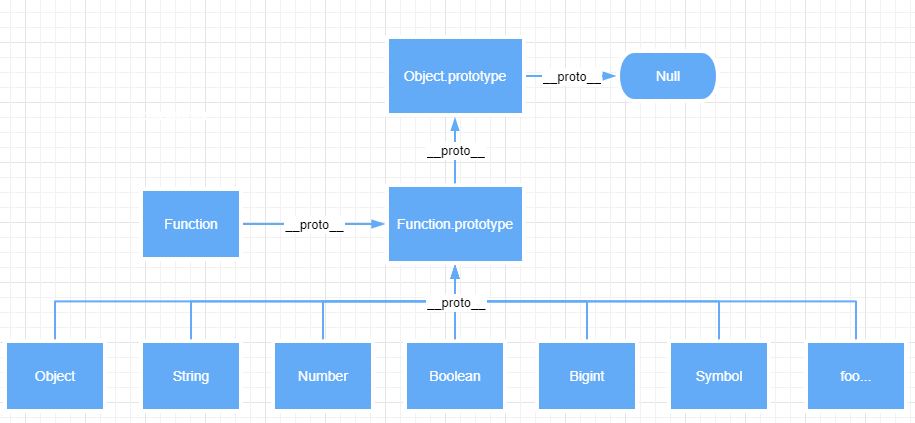 Object.prototype
__proto__
Null
__proto__
Function
__proto__
Function.prototype
__proto__
Object
String
Number
Boolean
Bigint
Symbol
foo...